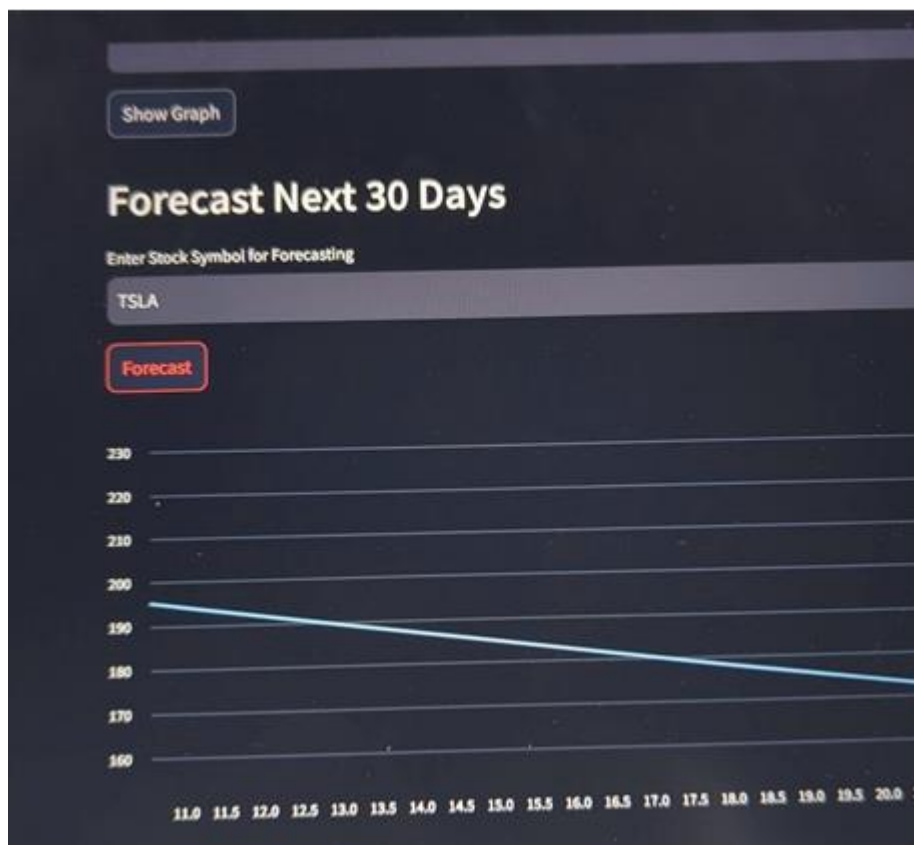 Show Graph
Forecast Next 30 Days
Enter Stock Symbol for Forecasting
TSLA
Forecast
230
220
210
200
190
180
170
160
11.0 11.5 12.0 12.5 13.0 13.5 14.0 14.5 15.0 15.5 16.0 16.5 17.0 17.5 18.0 18.5 19.0 19.5 20.0